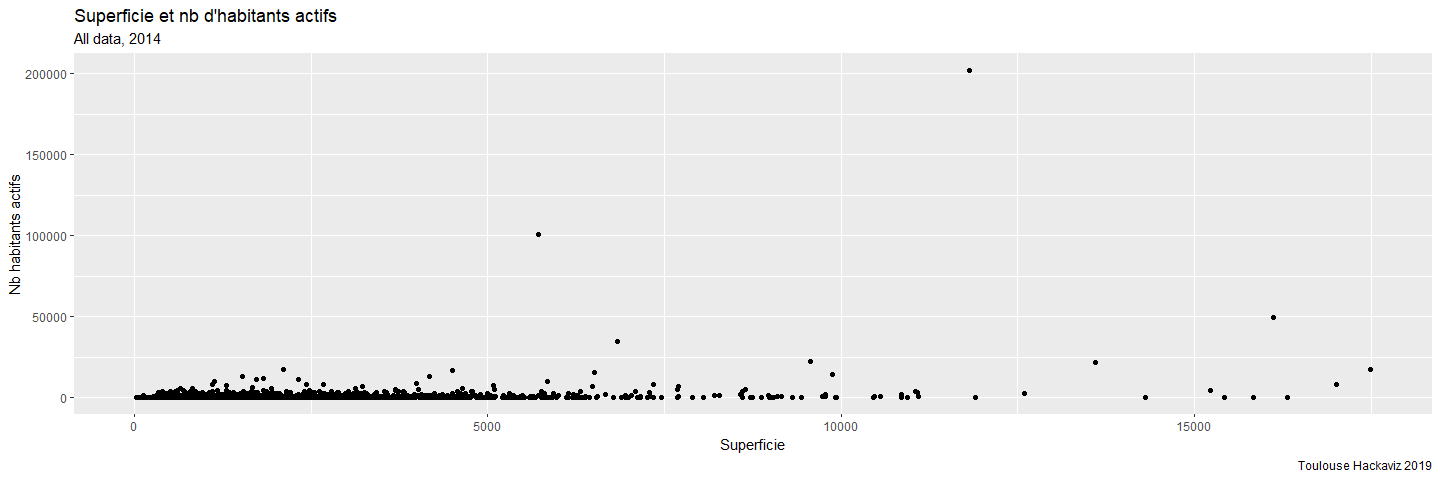 Superficie et nb d'habitants actifs
All data, 2014
200000
150000
100000
50000
0
Nb habitants actifs
0 5000 10000 15000
Superficie
Toulouse Hackaviz 2019